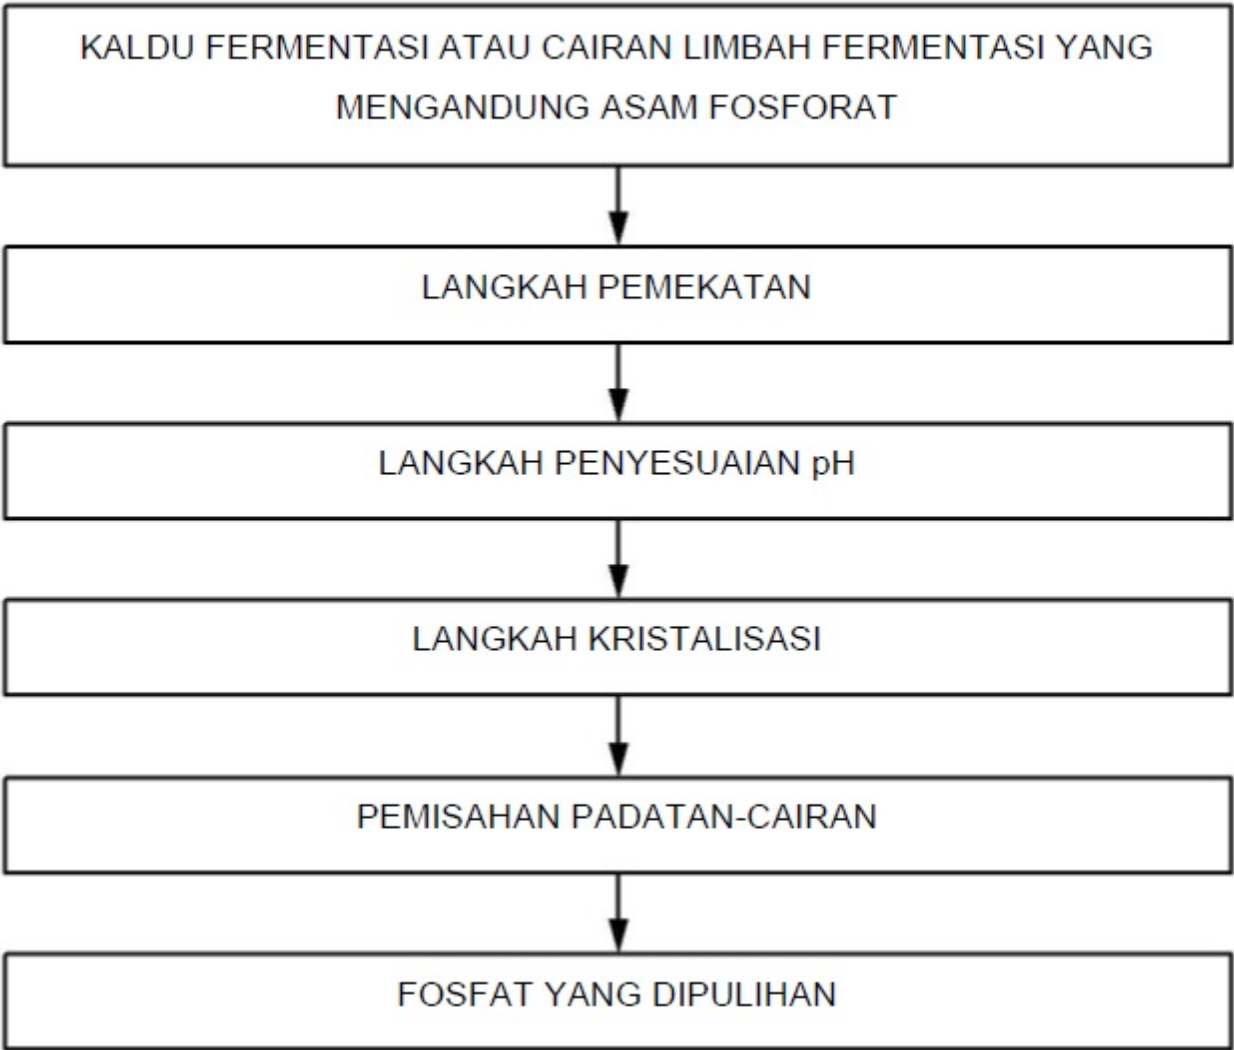 KALDU FERMENTASI ATAU CAIRAN LIMBAH FERMENTASI YANG
MENGANDUNG ASAM FOSFORAT
LANGKAH PEMEKATAN
LANGKAH PENYESUAIAN pH
LANGKAH KRISTALISASI
PEMISAHAN PADATAN-CAIRAN
FOSFAT YANG DIPULIHAN